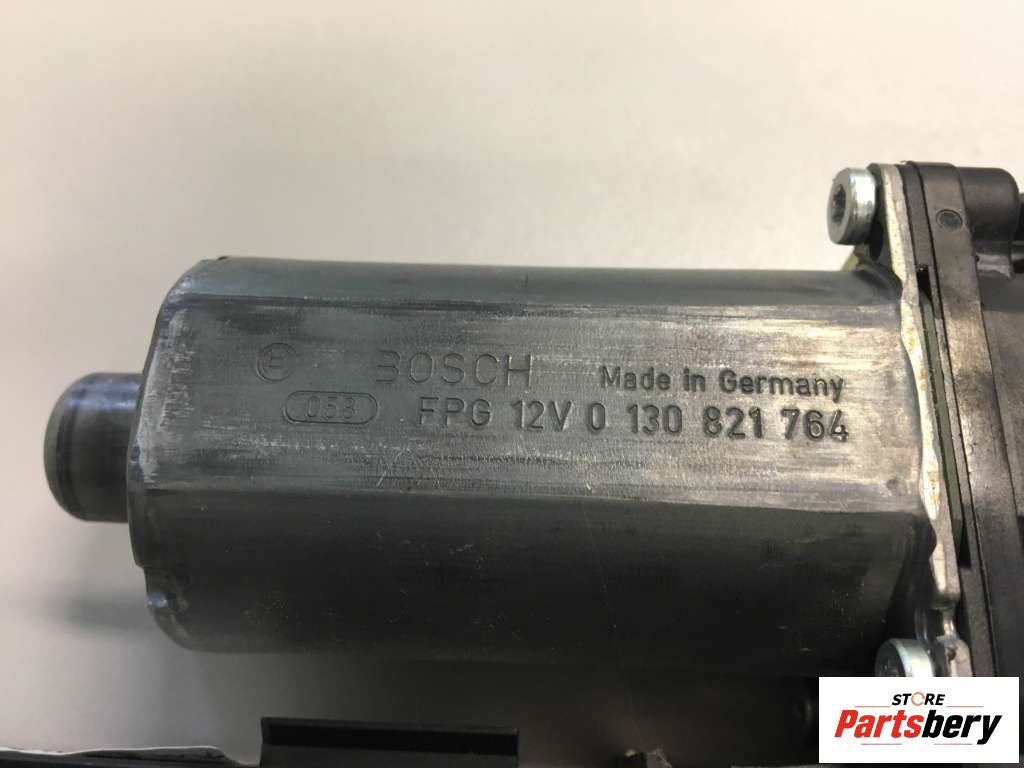 BOSCH Made in Germany
058 FPG 12V 0 130 821 764
STORE
Partsbery